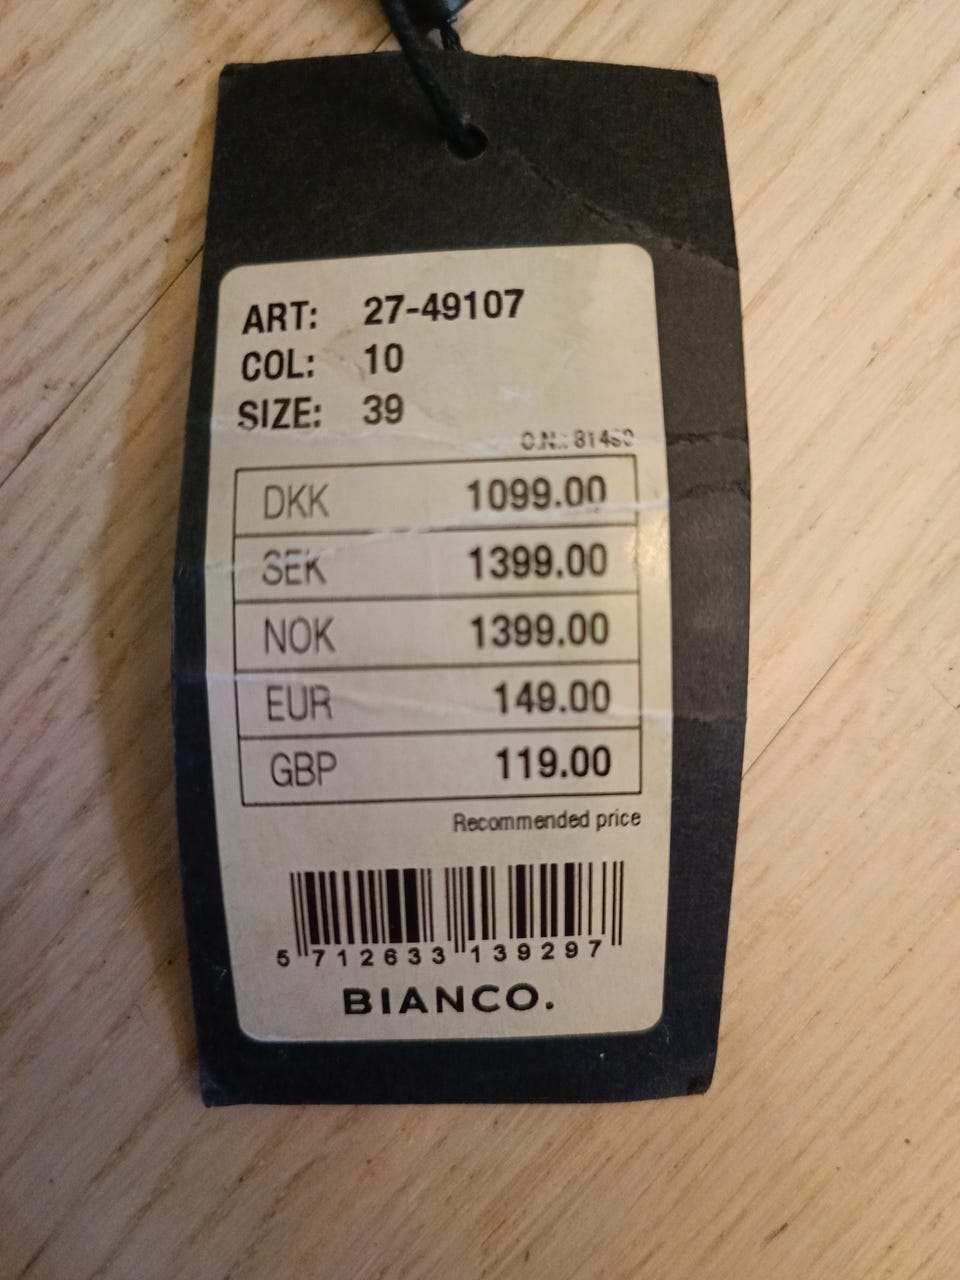 ART: 27-49107
COL: 10
SIZE: 39
O.N.:
DKK 1099.00
SEK 1399.00
NOK 1399.00
EUR 149.00
GBP 119.00
Recommended price
5 712633 139297
BIANCO.